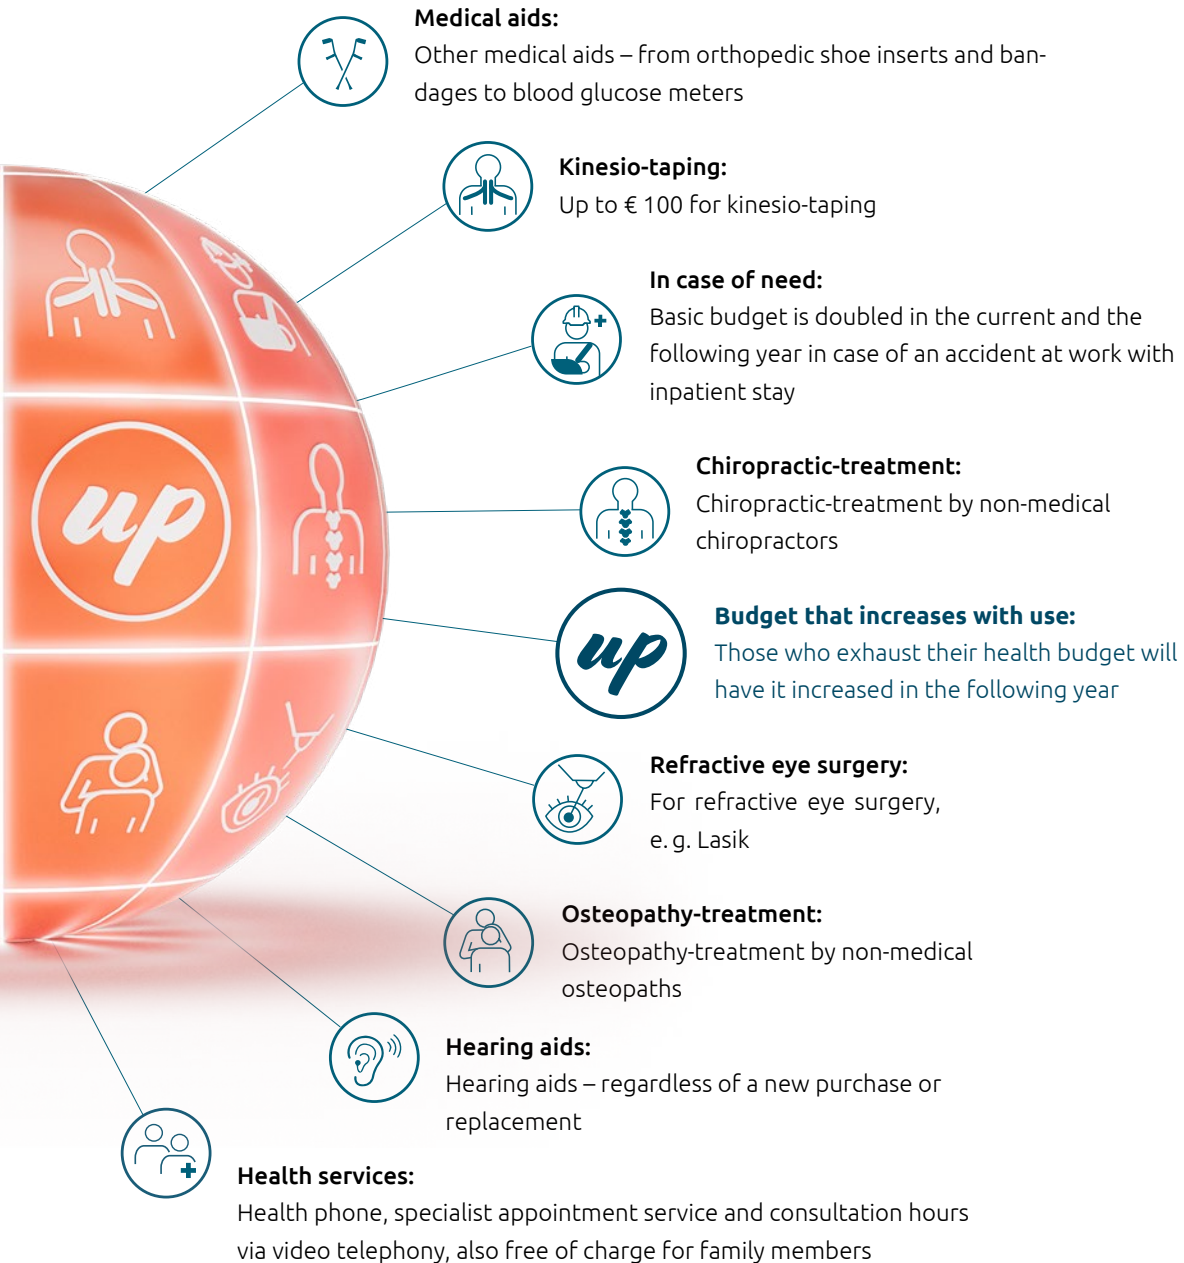 Medical aids:
Other medical aids – from orthopedic shoe inserts and ban-
dages to blood glucose meters
Kinesio-taping:
Up to € 100 for kinesio-taping
In case of need:
Basic budget is doubled in the current and the
following year in case of an accident at work with
inpatient stay
Chiropractic-treatment:
Chiropractic-treatment by non-medical
chiropractors
up
up
Budget that increases with use:
Those who exhaust their health budget will
have it increased in the following year
Refractive eye surgery:
For refractive eye surgery,
e. g. Lasik
Osteopathy-treatment:
Osteopathy-treatment by non-medical
osteopaths
Hearing aids:
Hearing aids – regardless of a new purchase or
replacement
Health services:
Health phone, specialist appointment service and consultation hours
via video telephony, also free of charge for family members